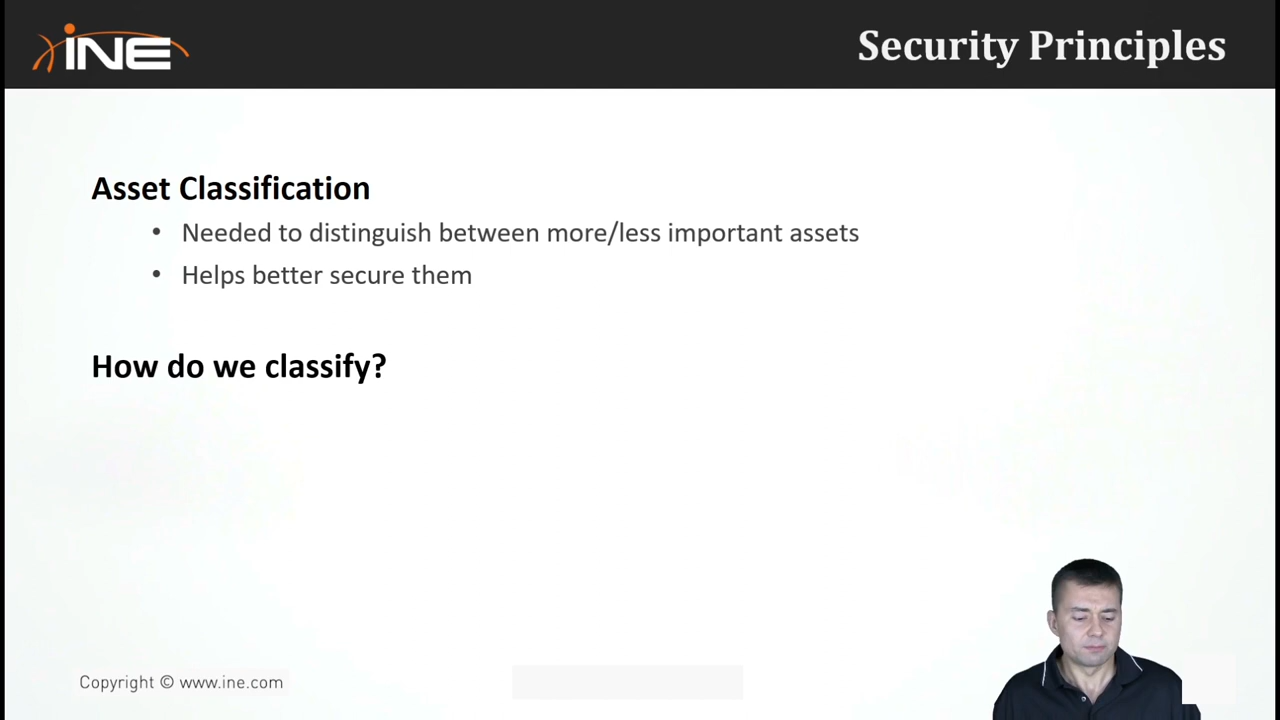 INE
Security Principles
Asset Classification
• Needed to distinguish between more/less important assets
• Helps better secure them
How do we classify?
Copyright © www.ine.com